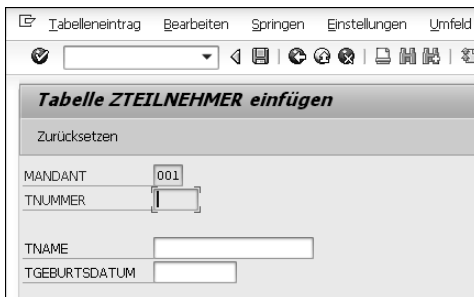 Tabelleneintrag Bearbeiten Springen Einstellungen Umfeld
Tabelle ZTEILNEHMER einfügen
Zurücksetzen
MANDANT 001
TNUMMER
TNAME
TGEBURTSDATUM